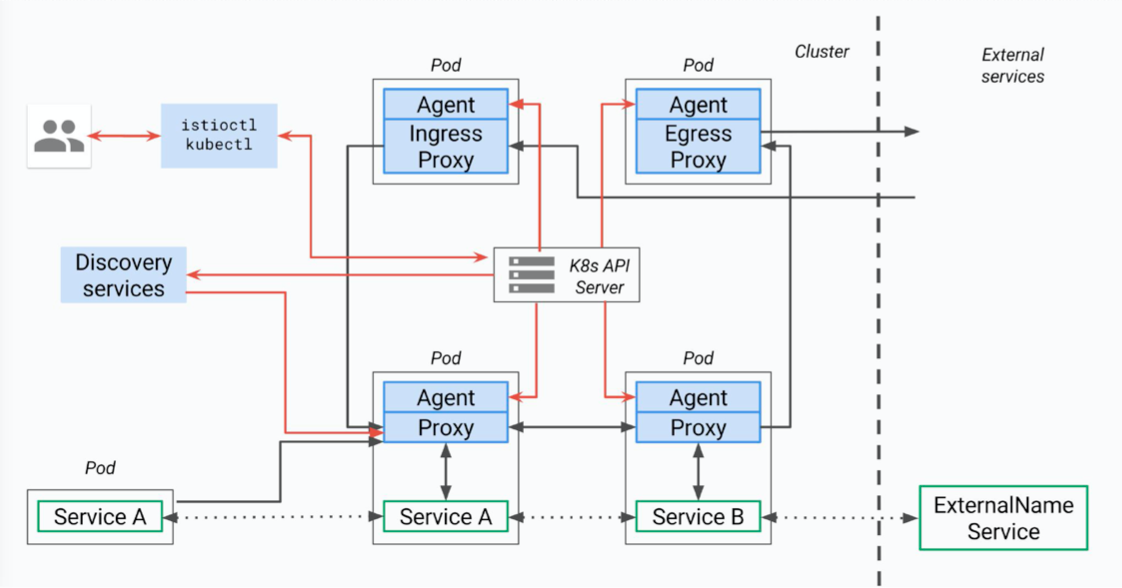 Cluster
External
services
Pod
Pod
Agent
Ingress
Proxy
Agent
Egress
Proxy
istioctl
kubectl
Discovery
services
K8s API
Server
Pod
Pod
Agent
Proxy
Agent
Proxy
Pod
Service A
Service A
Service B
ExternalName
Service